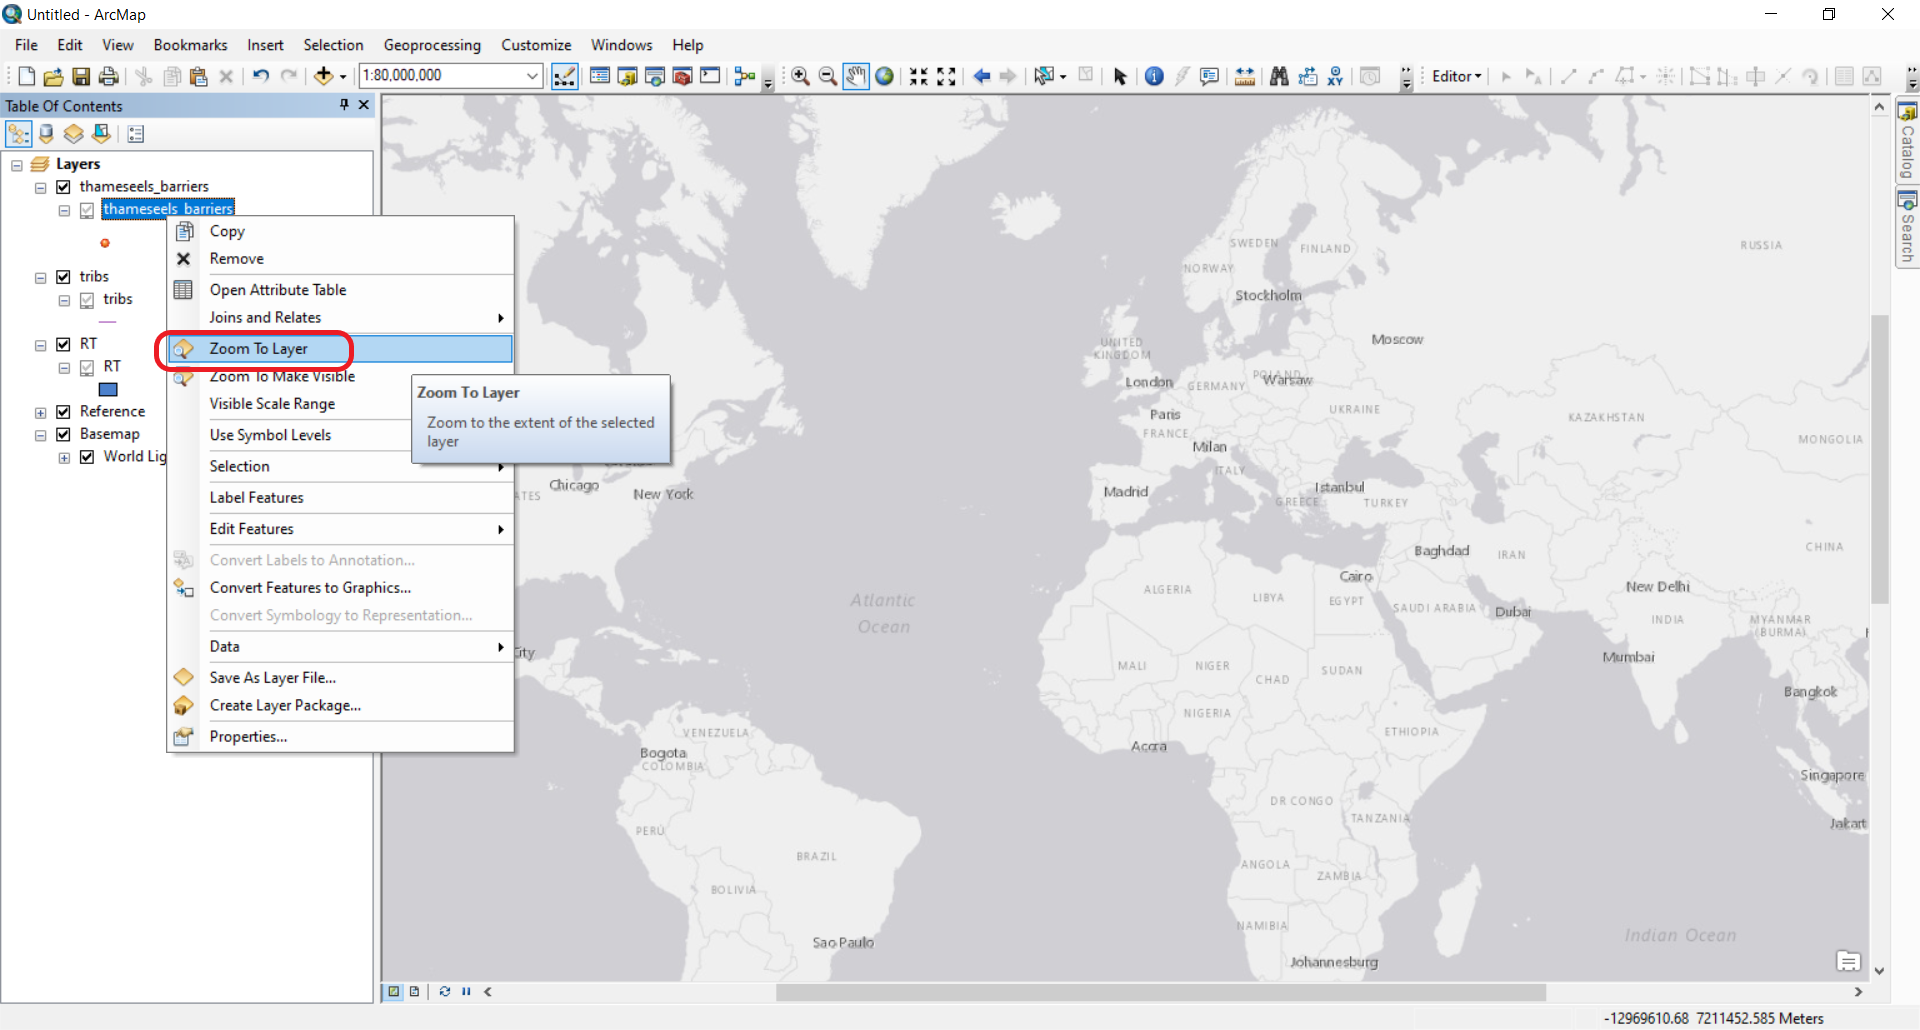 Untitled - ArcMap
File Edit View Bookmarks Insert Selection Geoprocessing Customize Windows Help
1:80,000,000
XY
Editor
Table Of Contents
Layers
thameseels_barriers
thameseels_barriers
tribs
tribs
RT
RT
Reference
Basemap
World Lig
Copy
Remove
Open Attribute Table
Joins and Relates
Zoom To Layer
Zoom To Make Visible
Visible Scale Range
Use Symbol Levels
Selection
Label Features
Edit Features
Convert Labels to Annotation...
Convert Features to Graphics...
Convert Symbology to Representation...
Data
Save As Layer File...
Create Layer Package...
Properties...
Zoom To Layer
Zoom to the extent of the selected
layer
Catalog
Search
SWEDEN
FINLAND
RUSSIA
NORWAY
Stockholm
Moscow
UNITED
KINGDOM
London
GERMANY
POLAND
Warsaw
Paris
UKRAINE
KAZAKHSTAN
FRANCE
Milan
MONGOLIA
ITALY
Chicago
New York
ATES
Madrid
Istanbul
GREECE
TURKEY
Baghdad
IRAN
CHINA
Cairo
ALGERIA
LIBYA
EGYPT
SAUDI ARABIA
Dubai
New Delhi
INDIA
MYANMAR
(BURMA)
Atlantic
Ocean
City
MALI
NIGER
CHAD
SUDAN
Mumbai
Bangkok
NIGERIA
VENEZUELA
Bogota
COLOMBIA
Accra
ETHIOPIA
Singapore
DR CONGO
TANZANIA
Jakart
PERÚ
BRAZIL
ANGOLA
ZAMBIA
BOLIVIA
NAMIBIA
Sao Paulo
Johannesburg
Indian Ocean
-12969610.68 7211452.585 Meters